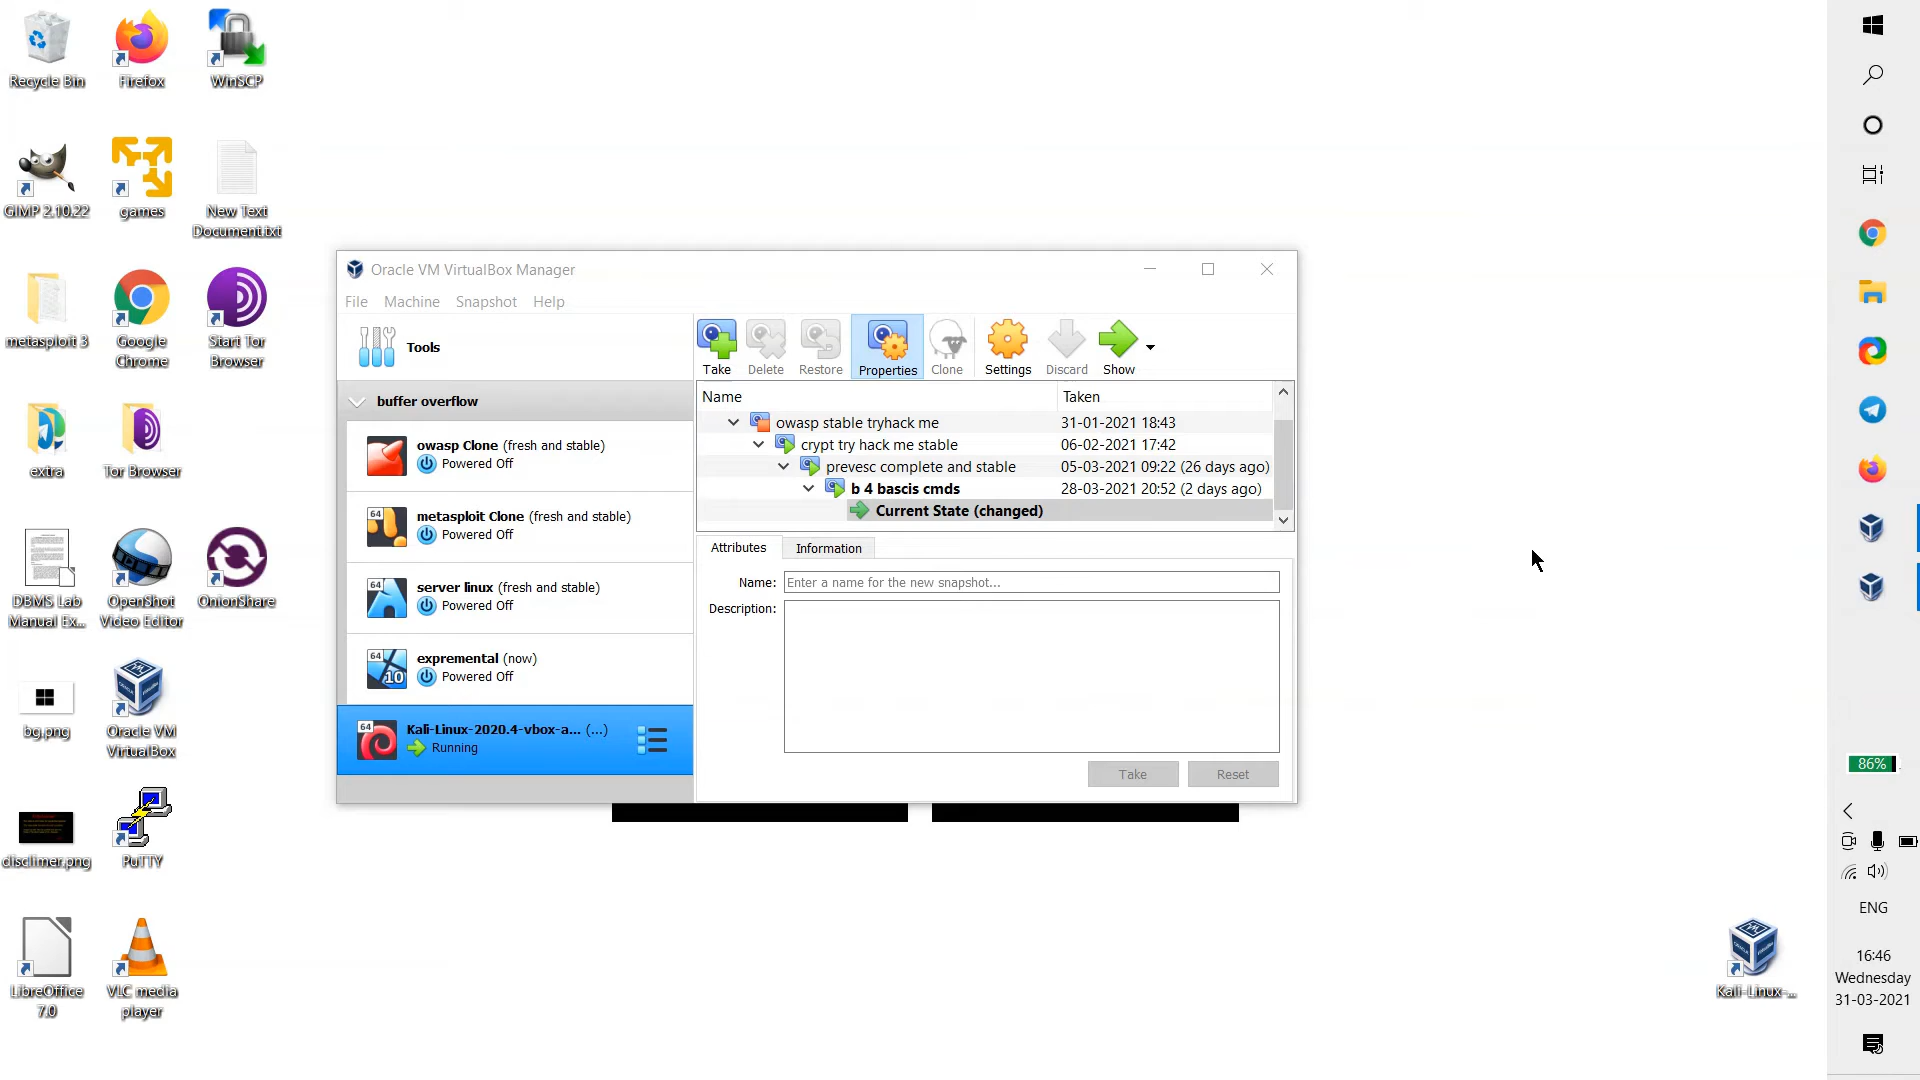 Recycle Bin
Firefox
WinSCP
GIMP 2.10.22
games
New Text
Document.txt
metasploit 3
Google
Chrome
Start Tor
Browser
extra
Tor Browser
DBMS Lab
Manual Ex...
OpenShot
Video Editor
OnionShare
bg.png
Oracle VM
VirtualBox
disclimer.png
PuTTY
LibreOffice
7.0
VLC media
player
Oracle VM VirtualBox Manager
File Machine Snapshot Help
Tools
Take Delete Restore Properties Clone Settings Discard Show
buffer overflow
owasp Clone (fresh and stable)
Powered Off
64
metasploit Clone (fresh and stable)
Powered Off
64
server linux (fresh and stable)
Powered Off
64
10
expremental (now)
Powered Off
64
Kali-Linux-2020.4-vbox-a... (...)
Running
Name Taken
owasp stable tryhack me 31-01-2021 18:43
crypt try hack me stable 06-02-2021 17:42
prevesc complete and stable 05-03-2021 09:22 (26 days ago)
b 4 bascis cmds 28-03-2021 20:52 (2 days ago)
Current State (changed)
Attributes Information
Name: Enter a name for the new snapshot...
Description:
Take Reset
Kali-Linux-...
86%
ENG
16:46
Wednesday
31-03-2021